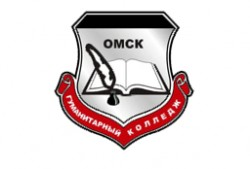 ОМСК
ГУМАНИТАРНЫЙ КОЛЛЕДЖ